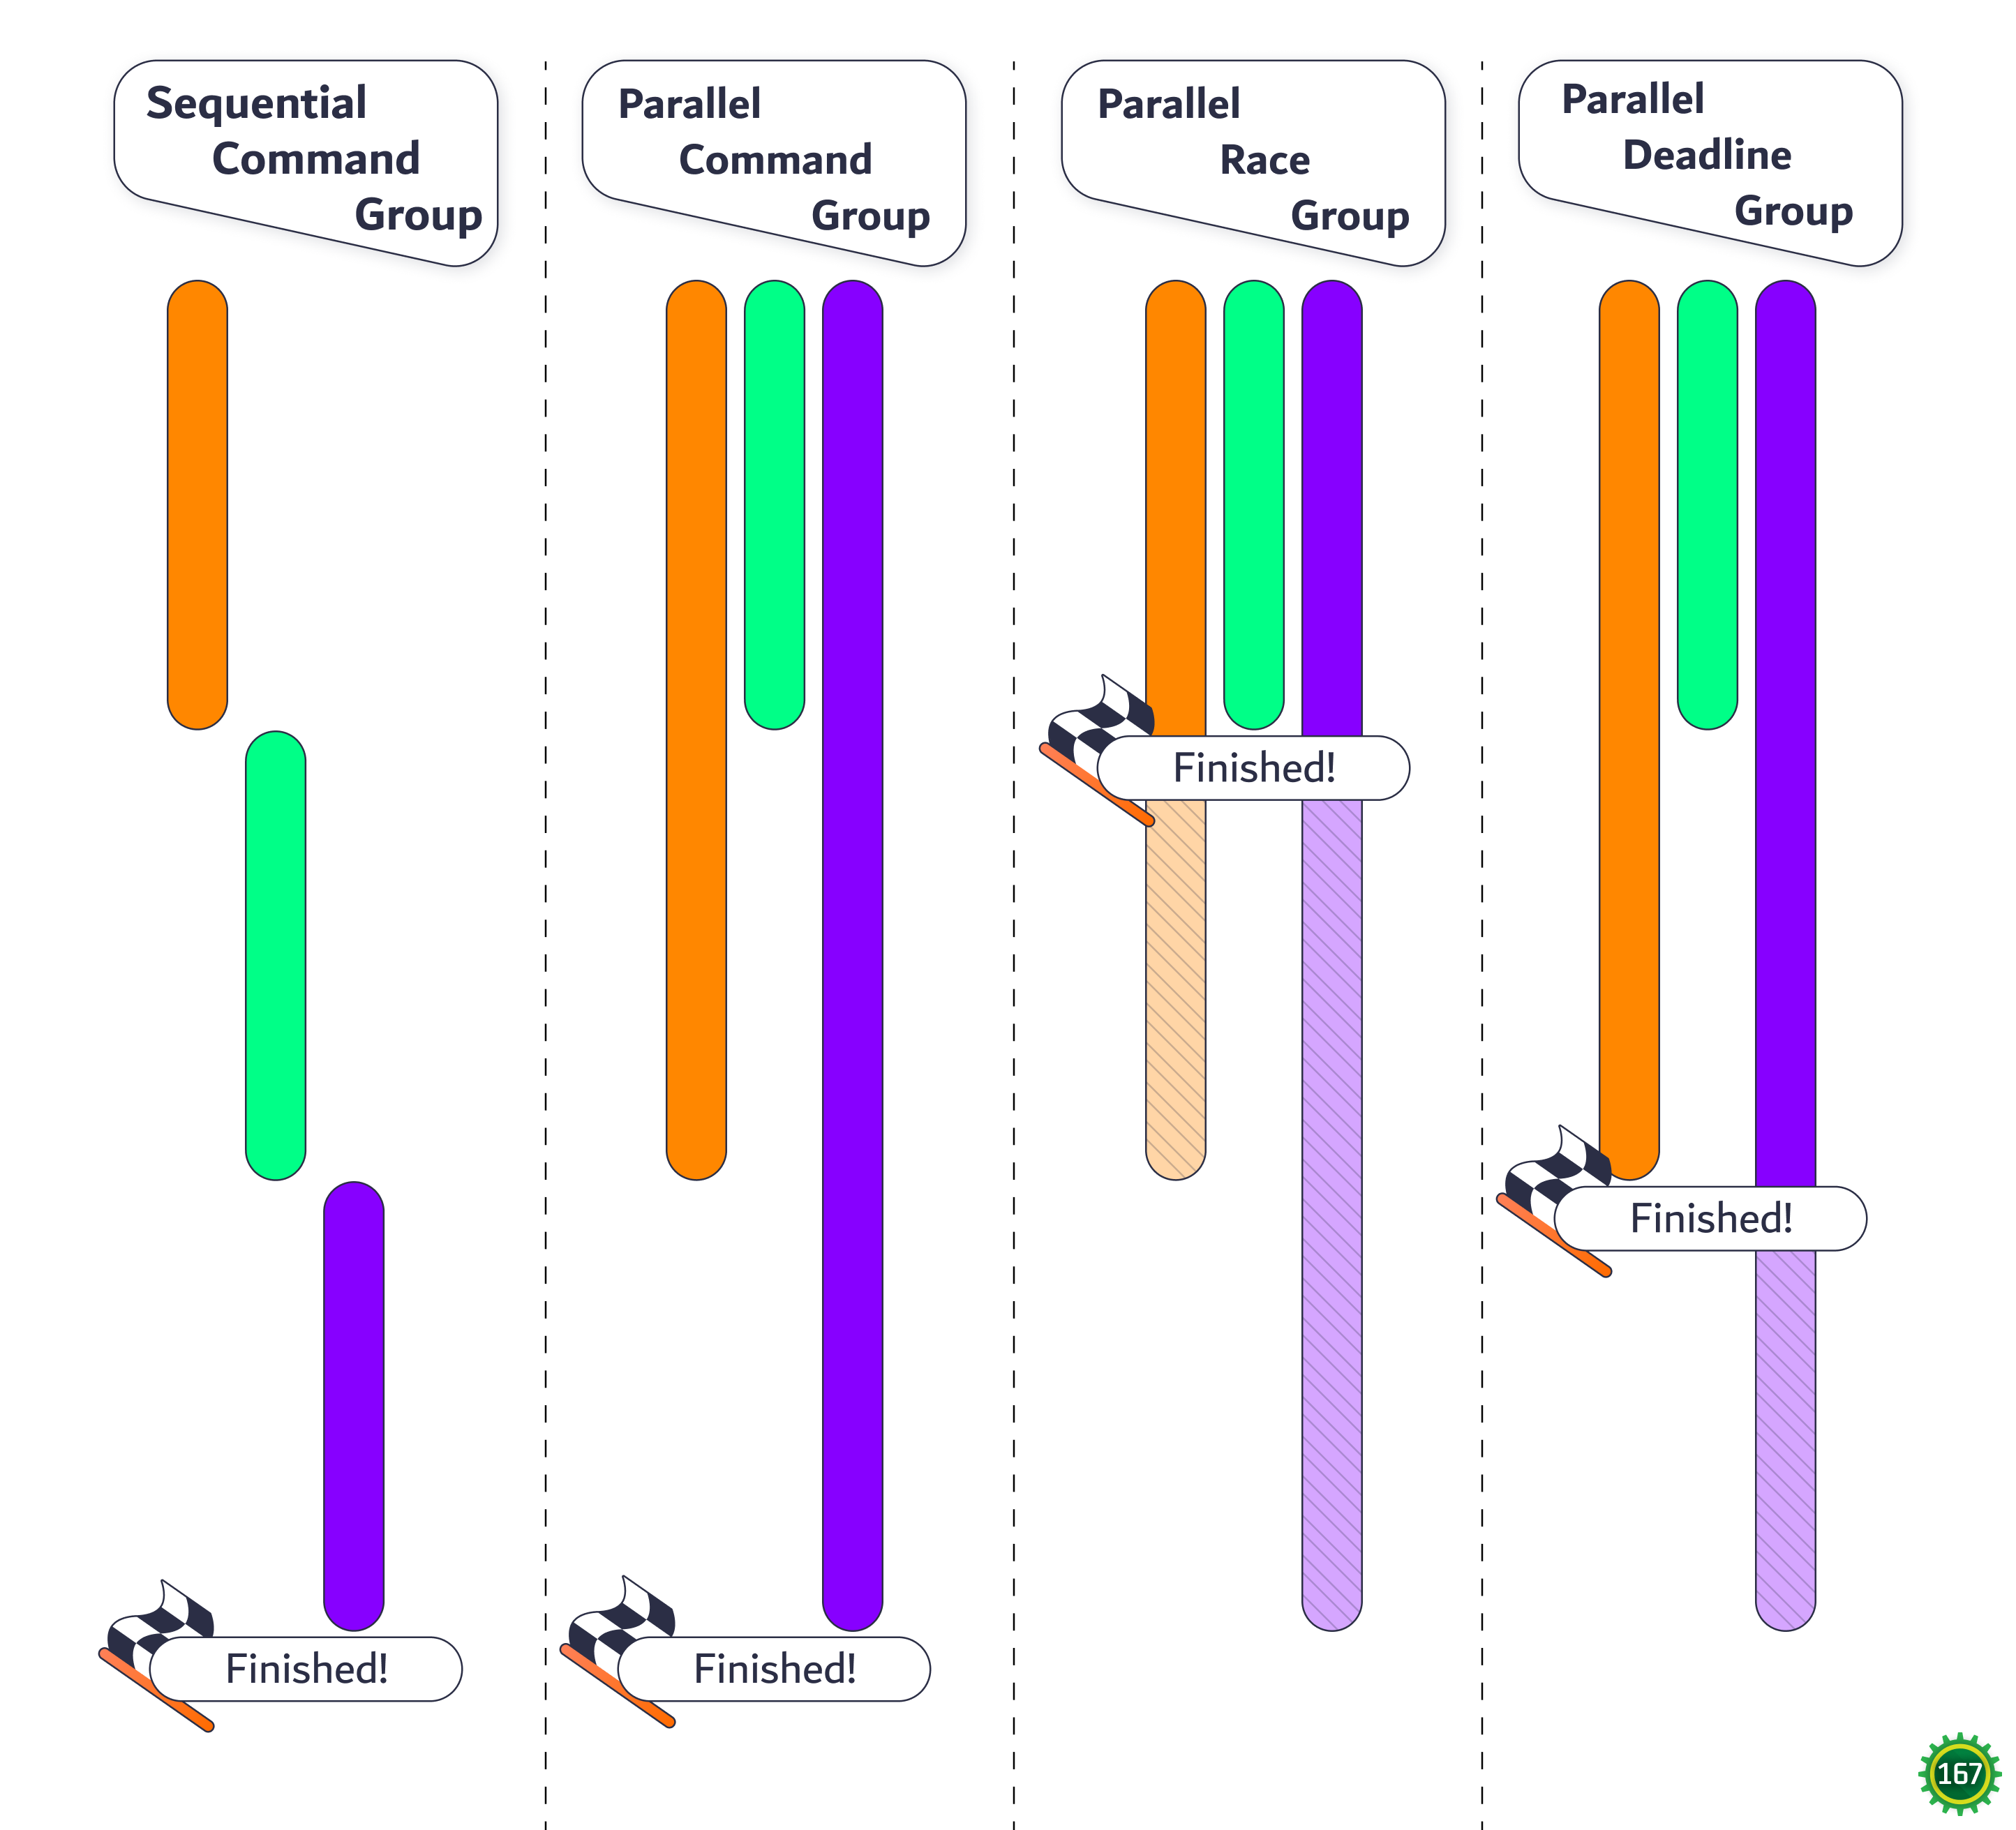 Sequential
Command
Group
Parallel
Command
Group
Parallel
Race
Group
Parallel
Deadline
Group
Finished!
Finished!
Finished!
Finished!
167